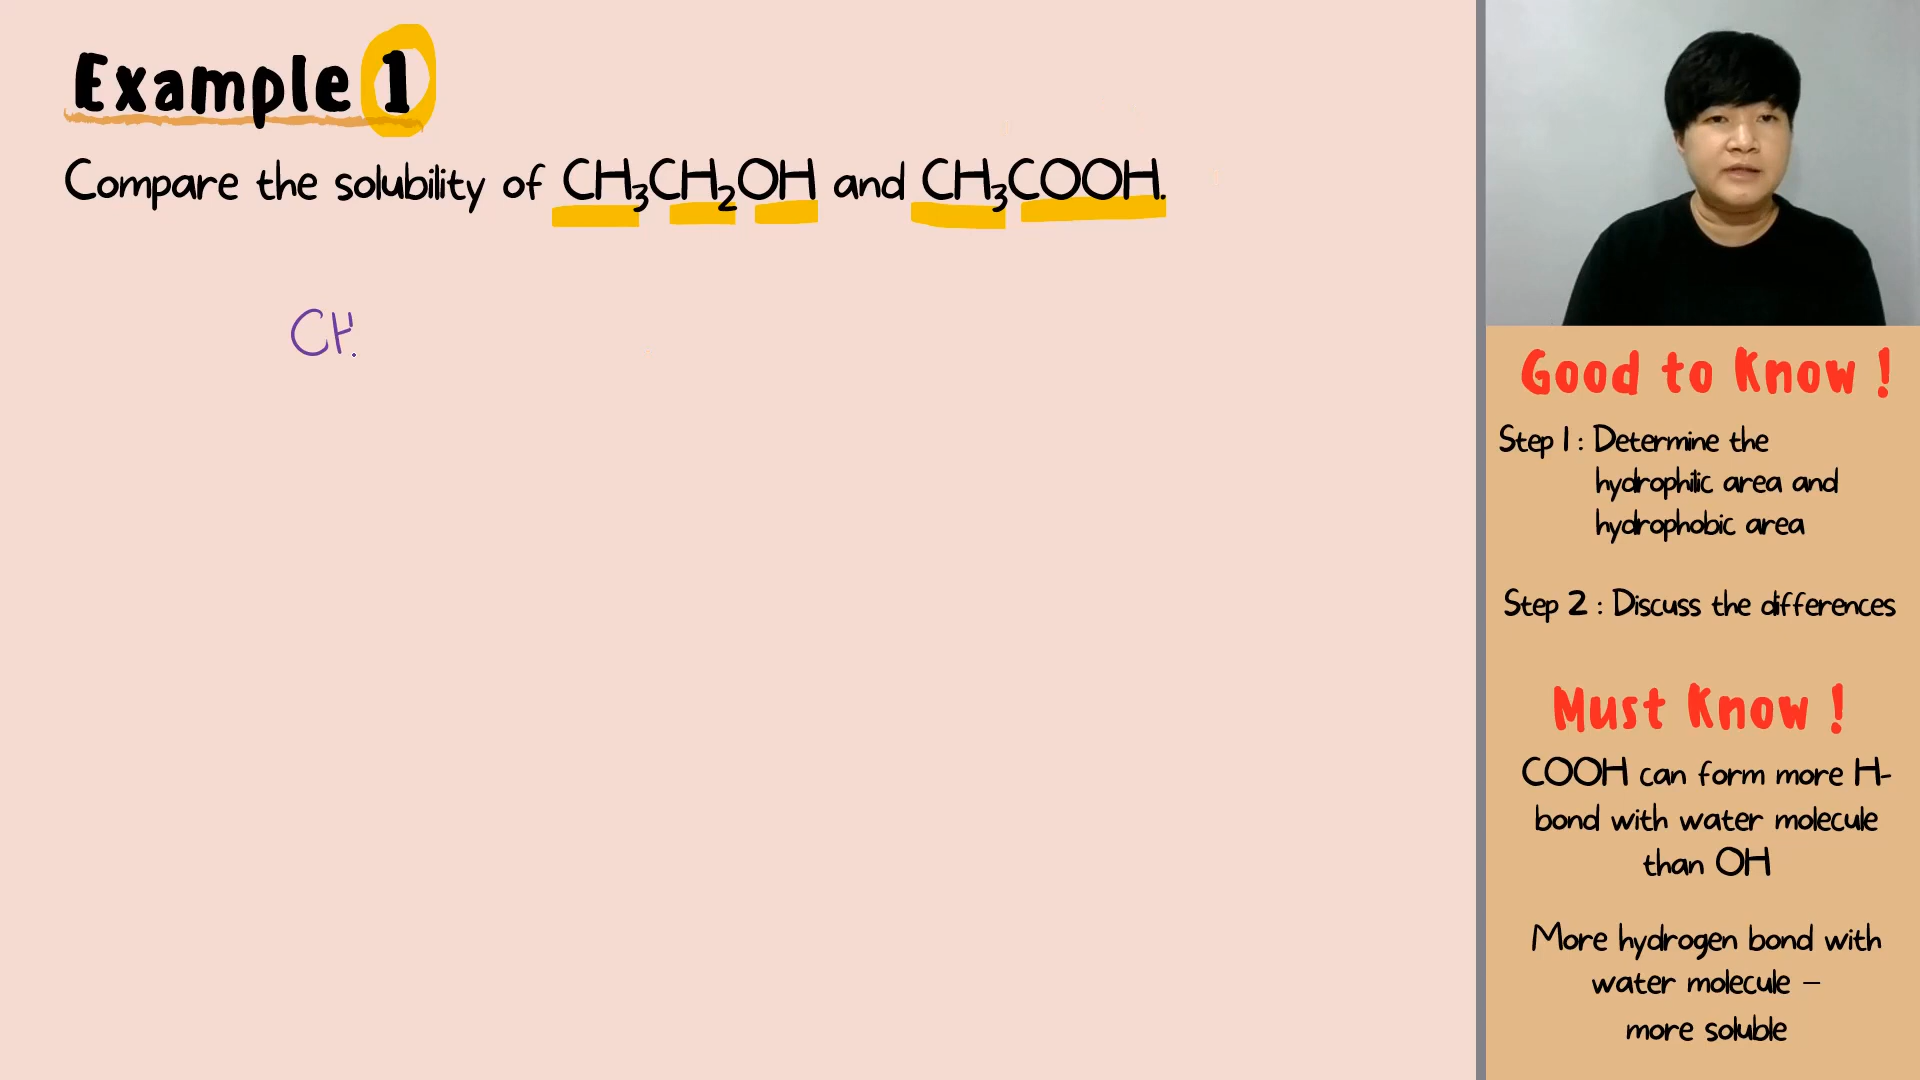 Example 1
Compare the solubility of CH₃CH₂OH and CH₃COOH.
CH
Good to Know !
Step 1 : Determine the
hydrophilic area and
hydrophobic area
Step 2 : Discuss the differences
Must Know !
COOH can form more H-
bond with water molecule
than OH
More hydrogen bond with
water molecule –
more soluble